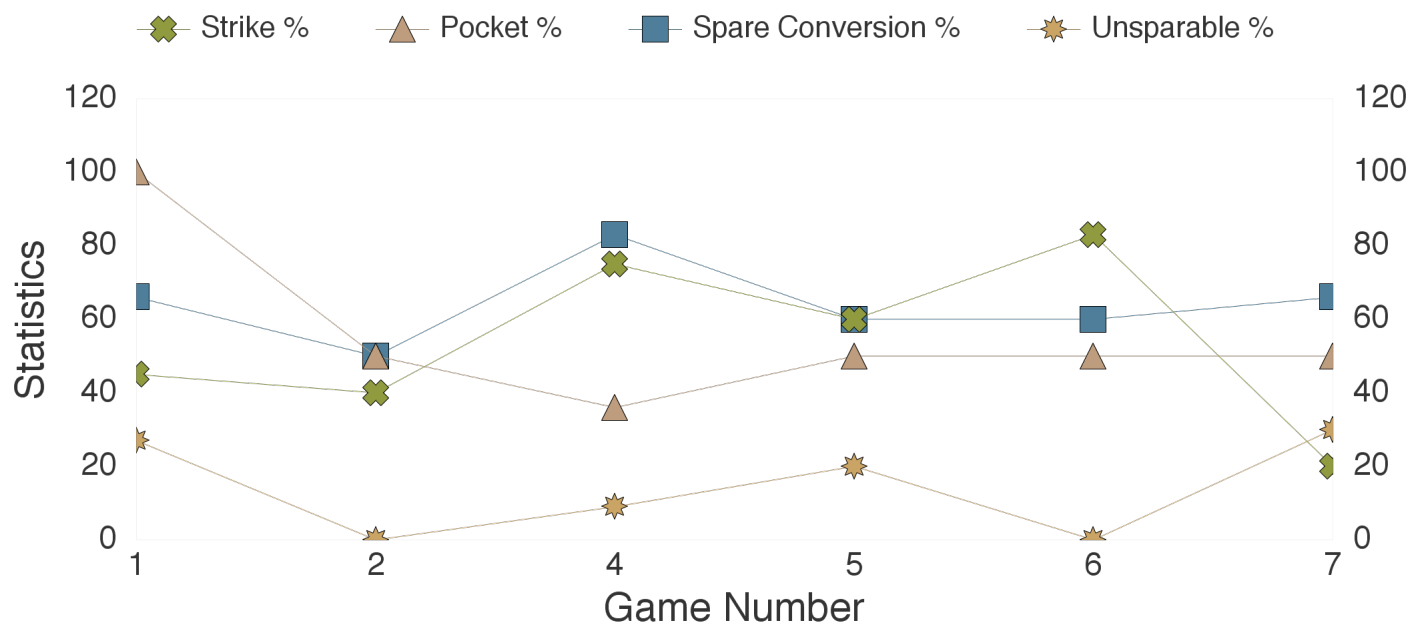 Strike % Pocket % Spare Conversion % Unsparable %
120 120
100 100
80 80
60 60
40 40
20 20
0 0
Statistics
1 2 4 5 6 7
Game Number